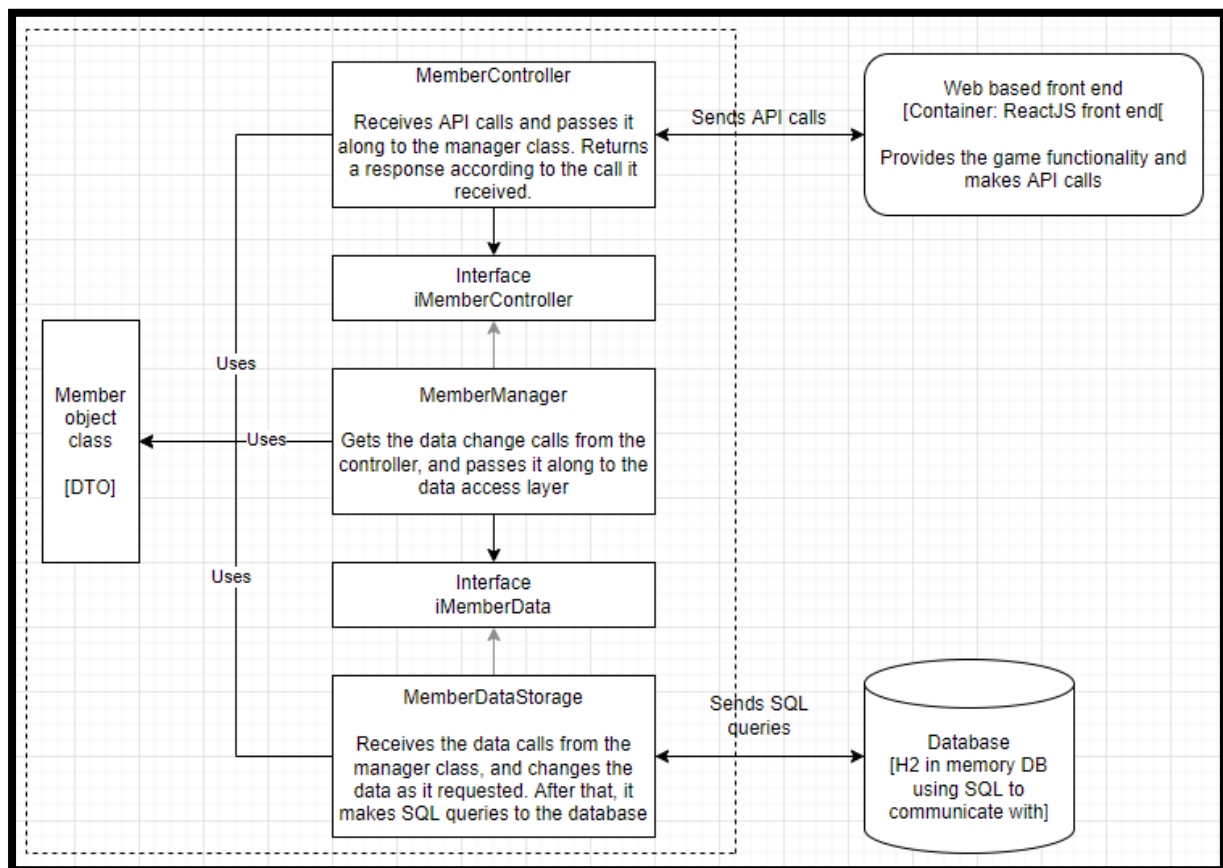 MemberController
Receives API calls and passes it
along to the manager class. Returns
a response according to the call it
received.
Sends API calls
Web based front end
[Container: ReactJS front end[
Provides the game functionality and
makes API calls
Interface
iMemberController
Uses
Member
object
class
[DTO]
Uses
MemberManager
Gets the data change calls from the
controller, and passes it along to the
data access layer
Uses
Interface
iMemberData
MemberDataStorage
Receives the data calls from the
manager class, and changes the
data as it requested. After that, it
makes SQL queries to the database
Sends SQL
queries
Database
[H2 in memory DB
using SQL to
communicate with]